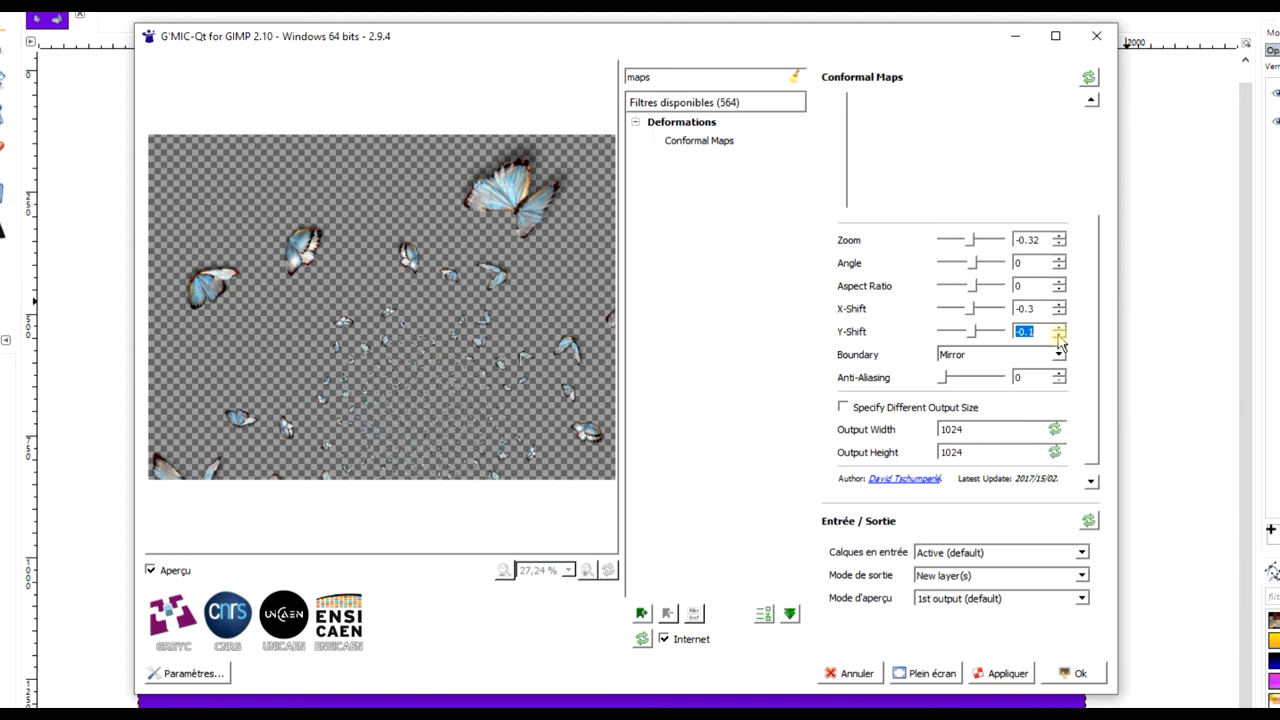 G'MIC-Qt for GIMP 2.10 - Windows 64 bits - 2.9.4
2000
maps
Conformal Maps
Filtres disponibles (564)
Deformations
Conformal Maps
Zoom -0.32
Angle 0
Aspect Ratio 0
X-Shift -0.3
Y-Shift -0.1
Boundary Mirror
Anti-Aliasing 0
Specify Different Output Size
Output Width 1024
Output Height 1024
Author: David Tschumperlé. Latest Update: 2017/15/02.
Entrée / Sortie
Calques en entrée Active (default)
Mode de sortie New layer(s)
Mode d'aperçu 1st output (default)
Aperçu
27,24 %
cnrs
UNICAEN
ENSI
CAEN
GREYC
CNRS
UNICAEN
ENSICAEN
Internet
Paramètres...
Annuler
Plein écran
Appliquer
Ok